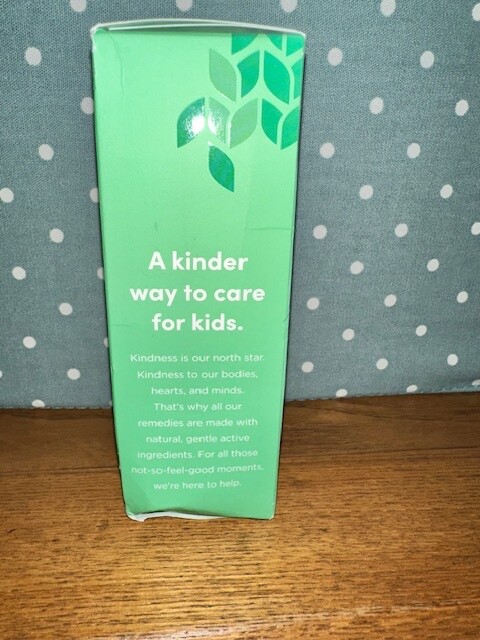 A kinder
way to care
for kids.
Kindness is our north star.
Kindness to our bodies,
hearts, and minds.
That's why all our
remedies are made with
natural, gentle active
ingredients. For all those
not-so-feel-good moments,
we're here to help.